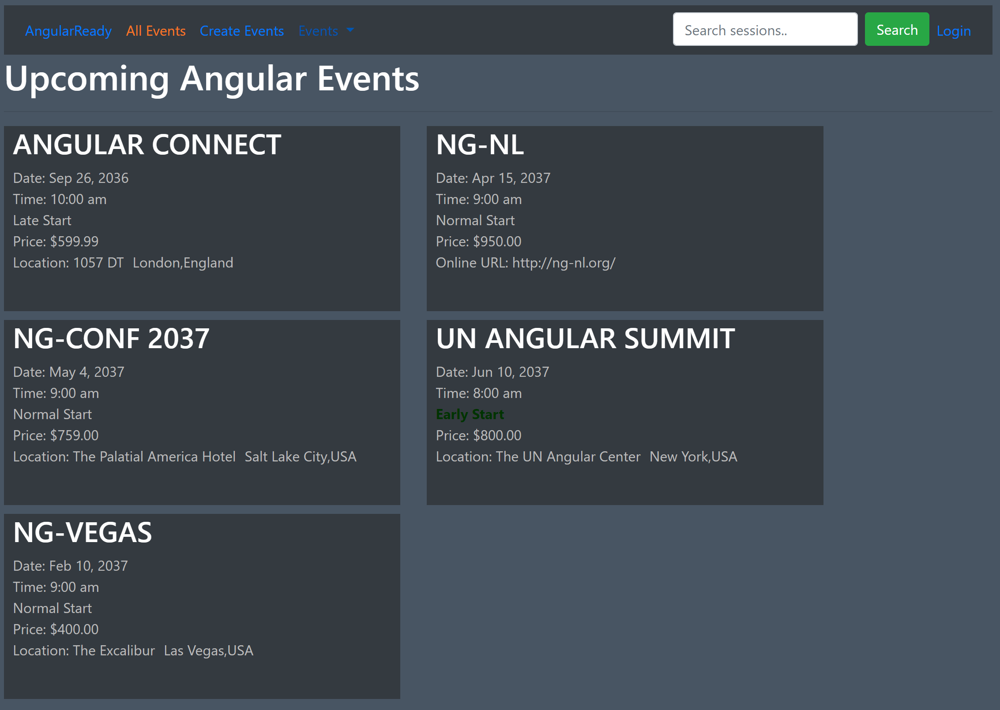 AngularReady All Events Create Events Events Search sessions.. Search Login
Upcoming Angular Events
ANGULAR CONNECT
Date: Sep 26, 2036
Time: 10:00 am
Late Start
Price: $599.99
Location: 1057 DT London,England
NG-NL
Date: Apr 15, 2037
Time: 9:00 am
Normal Start
Price: $950.00
Online URL: http://ng-nl.org/
NG-CONF 2037
Date: May 4, 2037
Time: 9:00 am
Normal Start
Price: $759.00
Location: The Palatial America Hotel Salt Lake City,USA
UN ANGULAR SUMMIT
Date: Jun 10, 2037
Time: 8:00 am
Early Start
Price: $800.00
Location: The UN Angular Center New York,USA
NG-VEGAS
Date: Feb 10, 2037
Time: 9:00 am
Normal Start
Price: $400.00
Location: The Excalibur Las Vegas,USA